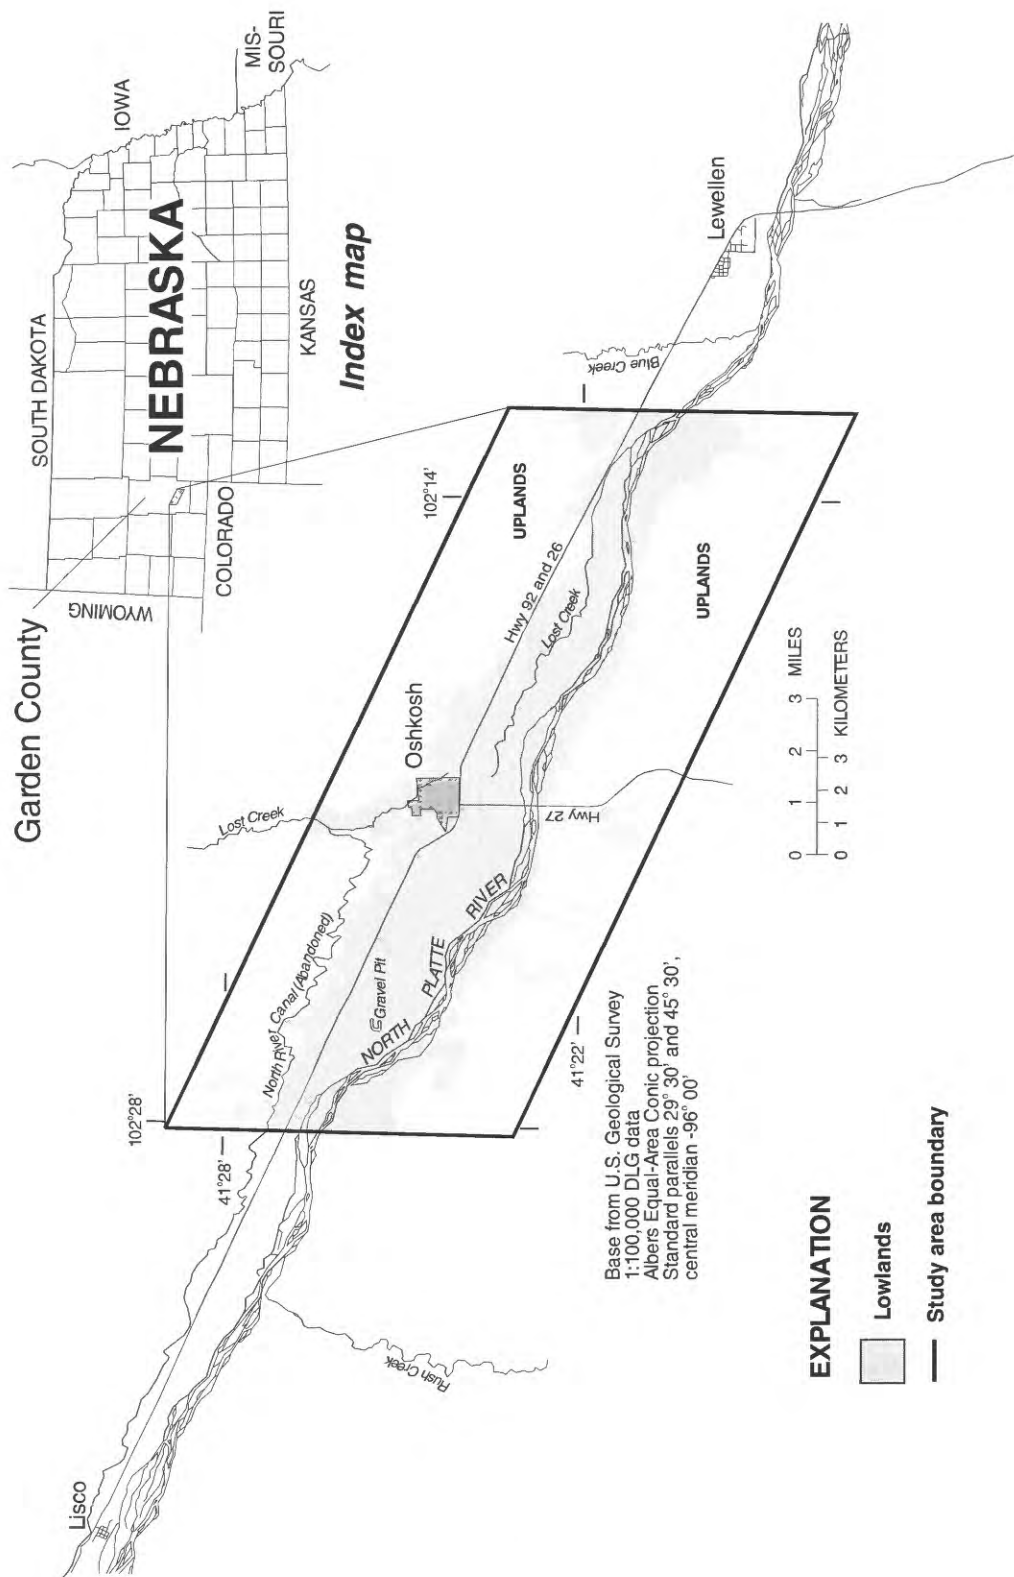 Garden County
WYOMING
SOUTH DAKOTA
NEBRASKA
IOWA
MIS-
SOURI
COLORADO
KANSAS
Index map
Lisco
Rush Creek
102°28'
41°28'
North River Canal (Abandoned)
Lost Creek
Gravel Pit
NORTH PLATTE RIVER
Oshkosh
Hwy 27
Hwy 92 and 26
Lost Creek
102°14'
UPLANDS
UPLANDS
Blue Creek
Lewellen
41°22'
Base from U.S. Geological Survey
1:100,000 DLG data
Albers Equal-Area Conic projection
Standard parallels 29° 30' and 45° 30',
central meridian -96° 00'
0 1 2 3 MILES
0 1 2 3 KILOMETERS
EXPLANATION
Lowlands
Study area boundary